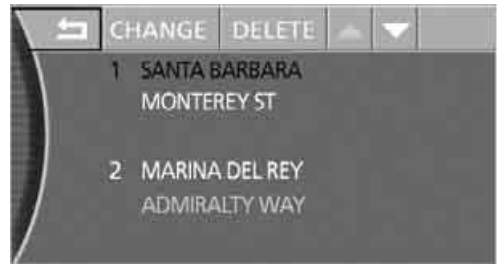 CHANGE DELETE
1 SANTA BARBARA
MONTEREY ST
2 MARINA DEL REY
ADMIRALTY WAY